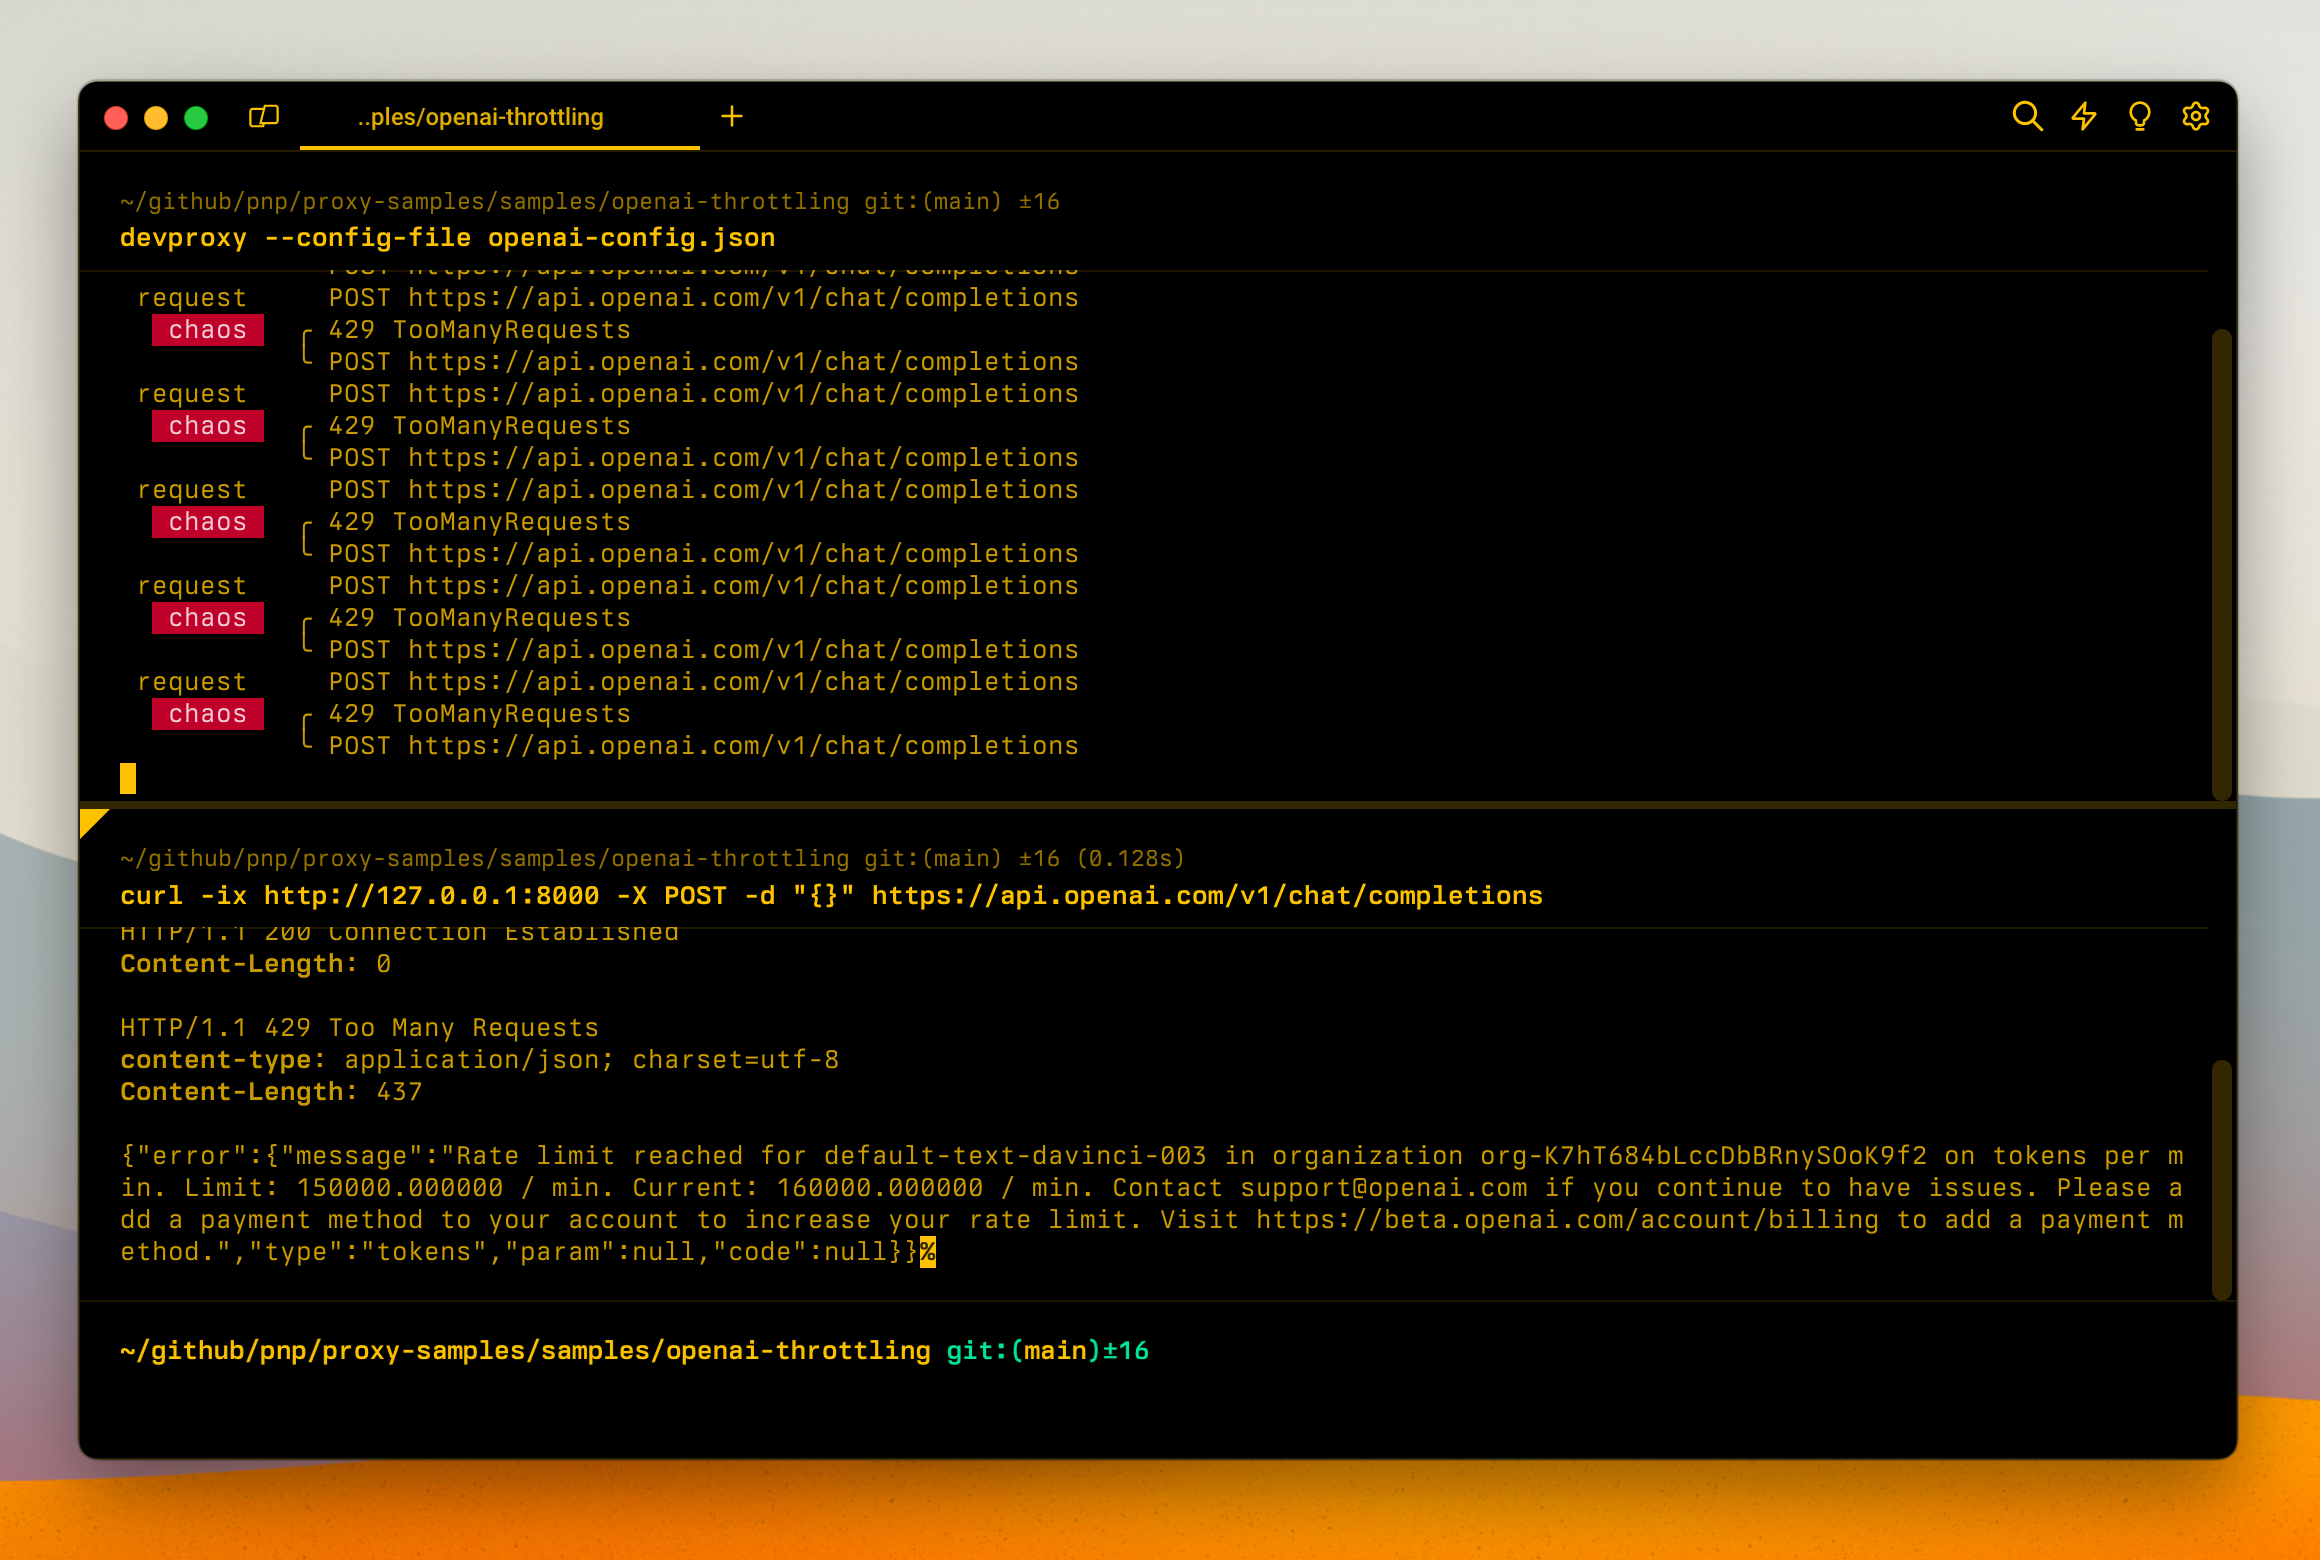 ..ples/openai-throttling
~/github/pnp/proxy-samples/samples/openai-throttling git:(main) ±16
devproxy --config-file openai-config.json
POST https://api.openai.com/v1/chat/completions
request POST https://api.openai.com/v1/chat/completions
chaos ╭ 429 TooManyRequests
╰ POST https://api.openai.com/v1/chat/completions
request POST https://api.openai.com/v1/chat/completions
chaos ╭ 429 TooManyRequests
╰ POST https://api.openai.com/v1/chat/completions
request POST https://api.openai.com/v1/chat/completions
chaos ╭ 429 TooManyRequests
╰ POST https://api.openai.com/v1/chat/completions
request POST https://api.openai.com/v1/chat/completions
chaos ╭ 429 TooManyRequests
╰ POST https://api.openai.com/v1/chat/completions
request POST https://api.openai.com/v1/chat/completions
chaos ╭ 429 TooManyRequests
╰ POST https://api.openai.com/v1/chat/completions
~/github/pnp/proxy-samples/samples/openai-throttling git:(main) ±16 (0.128s)
curl -ix http://127.0.0.1:8000 -X POST -d "{}" https://api.openai.com/v1/chat/completions
HTTP/1.1 200 Connection Established
Content-Length: 0
HTTP/1.1 429 Too Many Requests
content-type: application/json; charset=utf-8
Content-Length: 437
{"error":{"message":"Rate limit reached for default-text-davinci-003 in organization org-K7hT684bLccDbBRnySOoK9f2 on tokens per m
in. Limit: 150000.000000 / min. Current: 160000.000000 / min. Contact support@openai.com if you continue to have issues. Please a
dd a payment method to your account to increase your rate limit. Visit https://beta.openai.com/account/billing to add a payment m
ethod.","type":"tokens","param":null,"code":null}}%
~/github/pnp/proxy-samples/samples/openai-throttling git:(main)±16